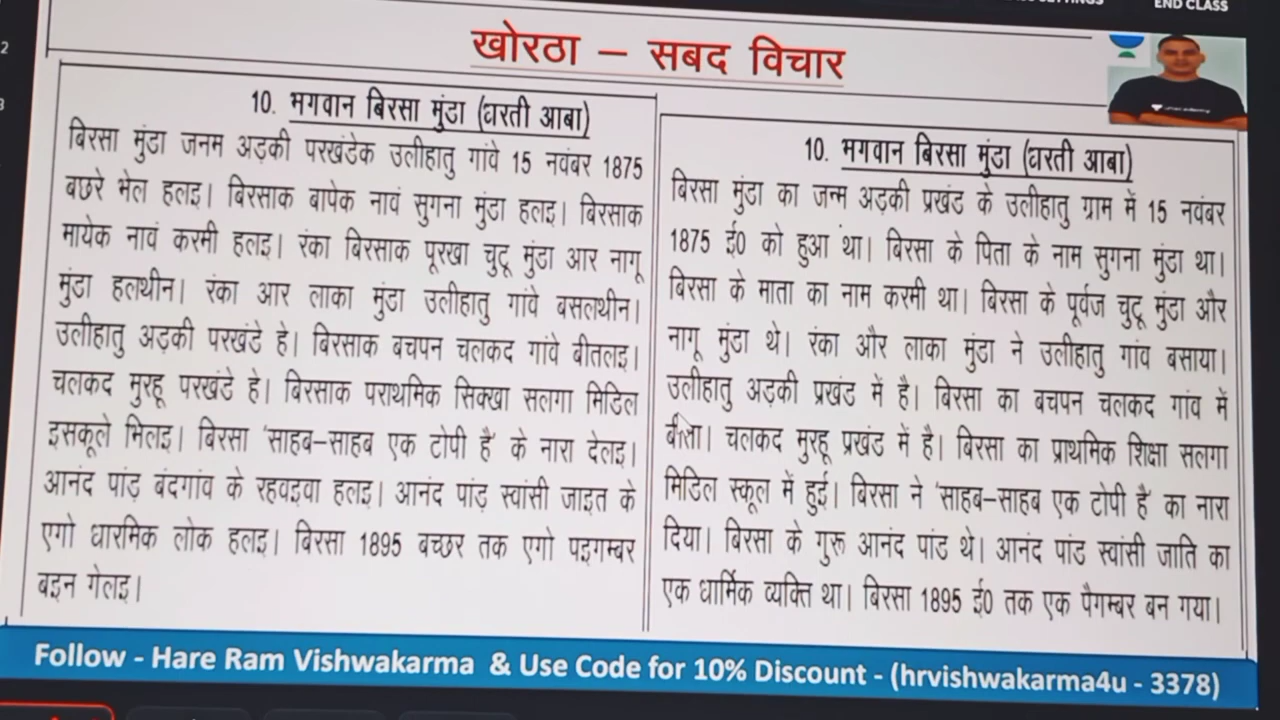 END CLASS
खोरठा – सबद विचार
10. भगवान बिरसा मुंडा (धरती आबा)
बिरसा मुंडा जनम अड़की परखंडेक उलीहातु गांवे 15 नवंबर 1875
बछरे भेल हलइ। बिरसाक बापेक नावं सुगना मुंडा हलइ। बिरसाक
मायेक नावं करमी हलइ। रंका बिरसाक पूरखा चुटू मुंडा आर नागू
मुंडा हलथीन। रंका आर लाका मुंडा उलीहातु गांवे बसलथीन।
उलीहातु अड़की परखंडे हे। बिरसाक बचपन चलकद गांवे बीतलइ।
चलकद मुरहू परखंडे हे। बिरसाक पराथमिक सिक्खा सलगा मिडिल
इसकूले मिलइ। बिरसा 'साहब–साहब एक टोपी है' के नारा देलइ।
आनंद पांड़ बंदगांव के रहवइवा हलइ। आनंद पांड़ स्वांसी जाइत के
एगो धारमिक लोक हलइ। बिरसा 1895 बच्छर तक एगो पइगम्बर
बइन गेलइ।
10. भगवान बिरसा मुंडा (धरती आबा)
बिरसा मुंडा का जन्म अड़की प्रखंड के उलीहातु ग्राम में 15 नवंबर
1875 ई0 को हुआ था। बिरसा के पिता के नाम सुगना मुंडा था।
बिरसा के माता का नाम करमी था। बिरसा के पूर्वज चुटू मुंडा और
नागू मुंडा थे। रंका और लाका मुंडा ने उलीहातु गांव बसाया।
उलीहातु अड़की प्रखंड में है। बिरसा का बचपन चलकद गांव में
बीता। चलकद मुरहू प्रखंड में है। बिरसा का प्राथमिक शिक्षा सलगा
मिडिल स्कूल में हुई। बिरसा ने 'साहब–साहब एक टोपी है' का नारा
दिया। बिरसा के गुरू आनंद पांड थे। आनंद पांड स्वांसी जाति का
एक धार्मिक व्यक्ति था। बिरसा 1895 ई0 तक एक पैगम्बर बन गया।
Follow - Hare Ram Vishwakarma & Use Code for 10% Discount - (hrvishwakarma4u - 3378)